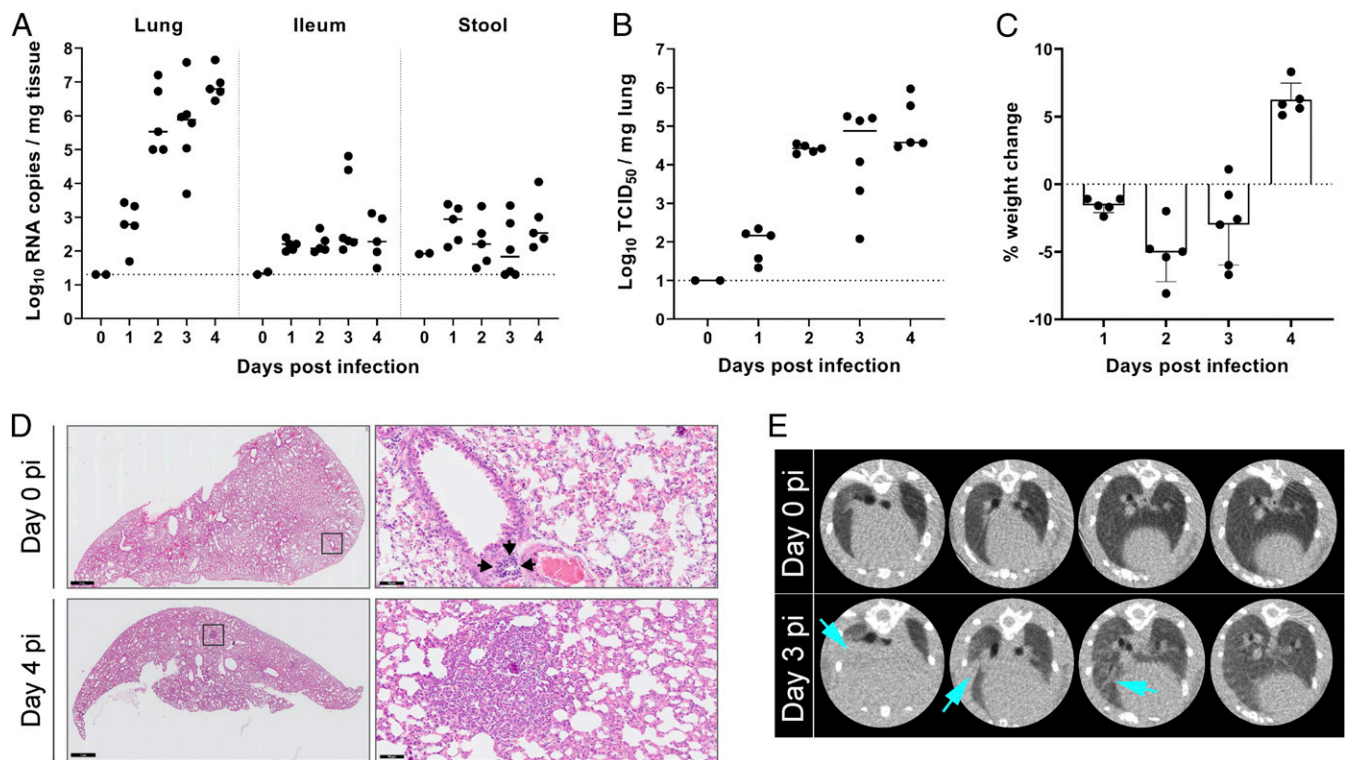 A
Lung
Ileum
Stool
Log10 RNA copies / mg tissue
8
7
6
5
4
3
2
1
0
0 1 2 3 4 0 1 2 3 4 0 1 2 3 4
Days post infection
B
Log10 TCID50 / mg lung
7
6
5
4
3
2
1
0
0 1 2 3 4
Days post infection
C
% weight change
10
5
0
-5
-10
1 2 3 4
Days post infection
D
Day 0 pi
Day 4 pi
E
Day 0 pi
Day 3 pi